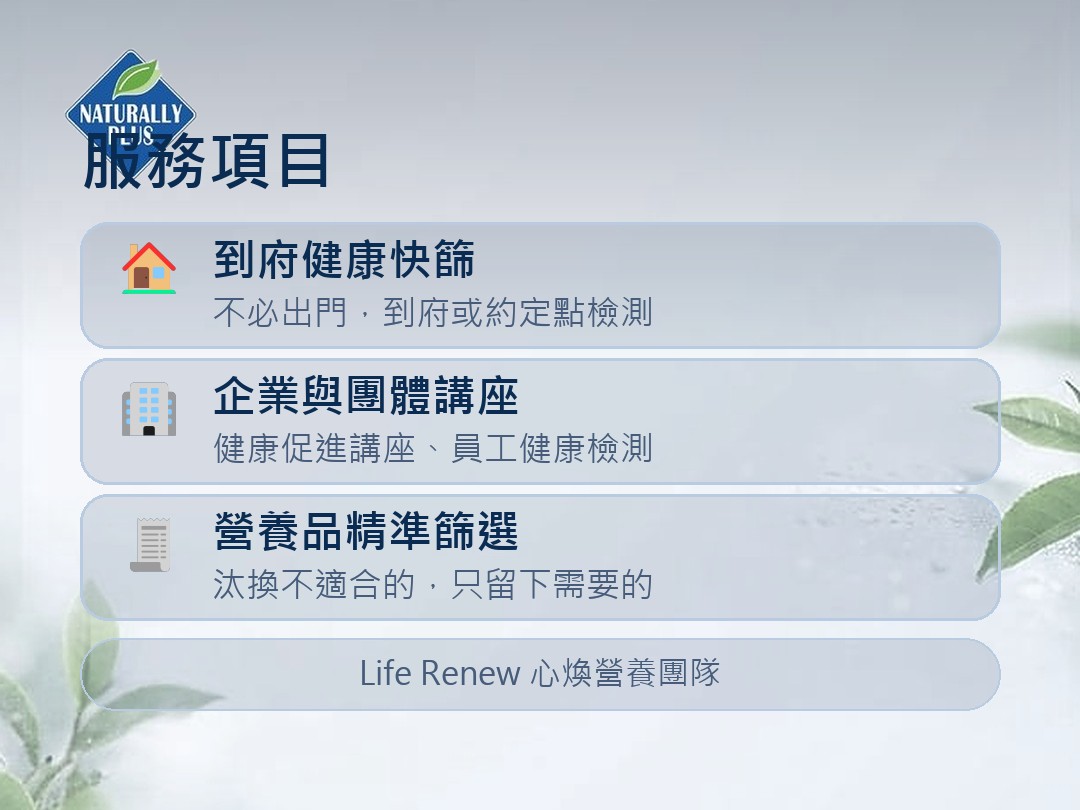 NATURALLY
PLUS
服務項目
到府健康快篩
不必出門，到府或約定點檢測
企業與團體講座
健康促進講座、員工健康檢測
營養品精準篩選
汰換不適合的，只留下需要的
Life Renew 心煥營養團隊